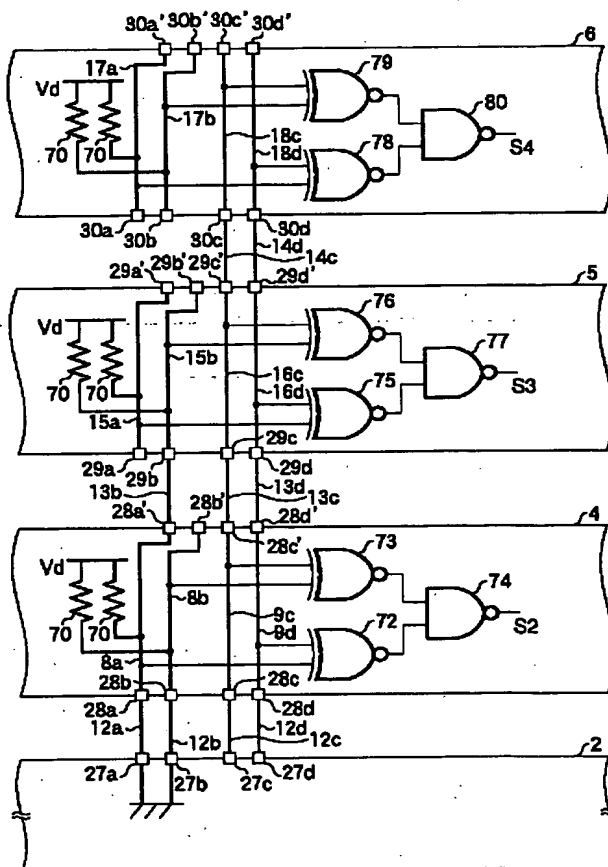 30a' 30b' 30c' 30d' 6
17a
Vd 79 80
17b
18c S4
70 70 78
18d
30a 30b 30c 30d
14d
29b' 14c
29a' 29c' 29d' 5
Vd 76 77
15b
16c S3
70 70 75
16d
15a 29c
29a 29b 29d
13d
13b 28b' 13c
28a' 28d' 4
28c'
Vd 73 74
8b
9c S2
70 70 72
9d
8a
28b 28c
28a 28d
12a 12d
12b 12c 2
27a 27b 27c 27d